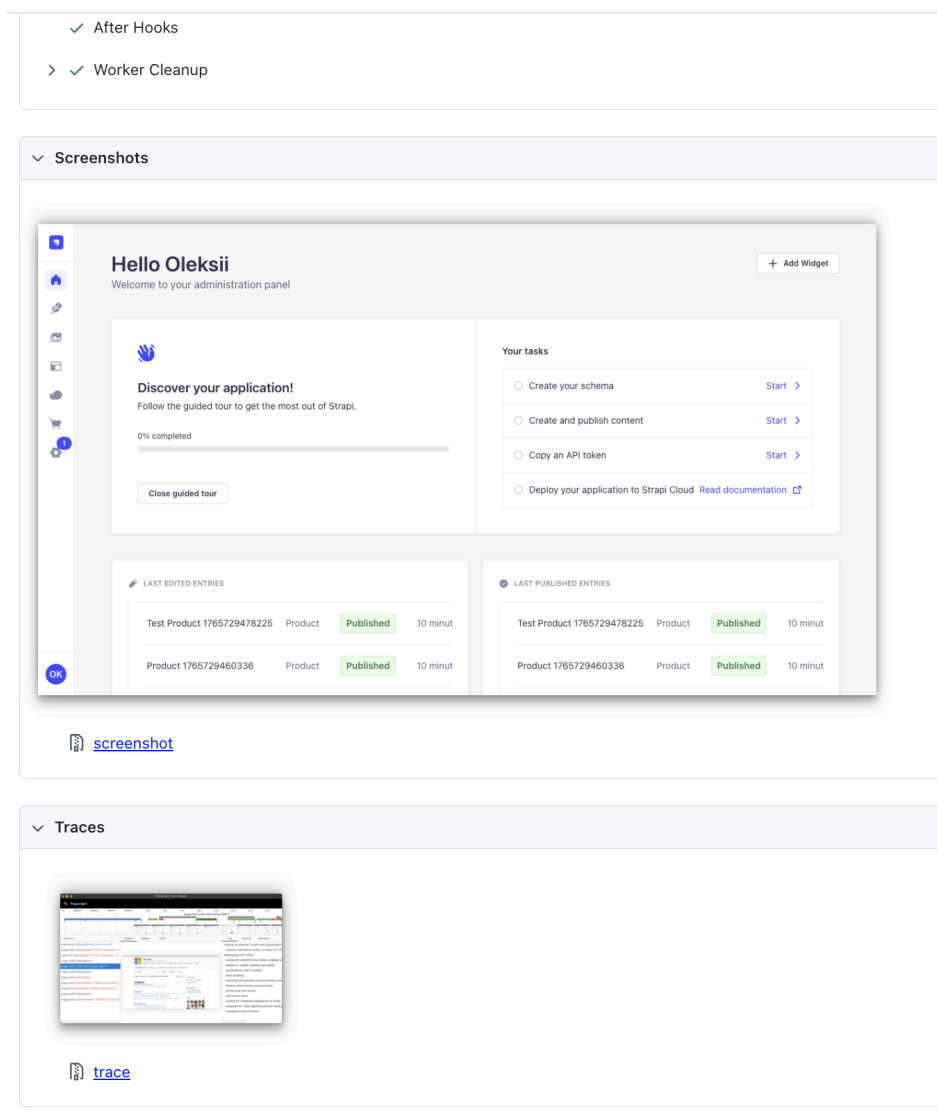 After Hooks
Worker Cleanup
Screenshots
Hello Oleksii
Welcome to your administration panel
+ Add Widget
Discover your application!
Follow the guided tour to get the most out of Strapi.
0% completed
Close guided tour
Your tasks
Create your schema Start
Create and publish content Start
Copy an API token Start
Deploy your application to Strapi Cloud Read documentation
1
LAST EDITED ENTRIES
Test Product 1765729478225 Product Published 10 minut
Product 1765729460336 Product Published 10 minut
LAST PUBLISHED ENTRIES
Test Product 1765729478225 Product Published 10 minut
Product 1765729460336 Product Published 10 minut
OK
screenshot
Traces
trace